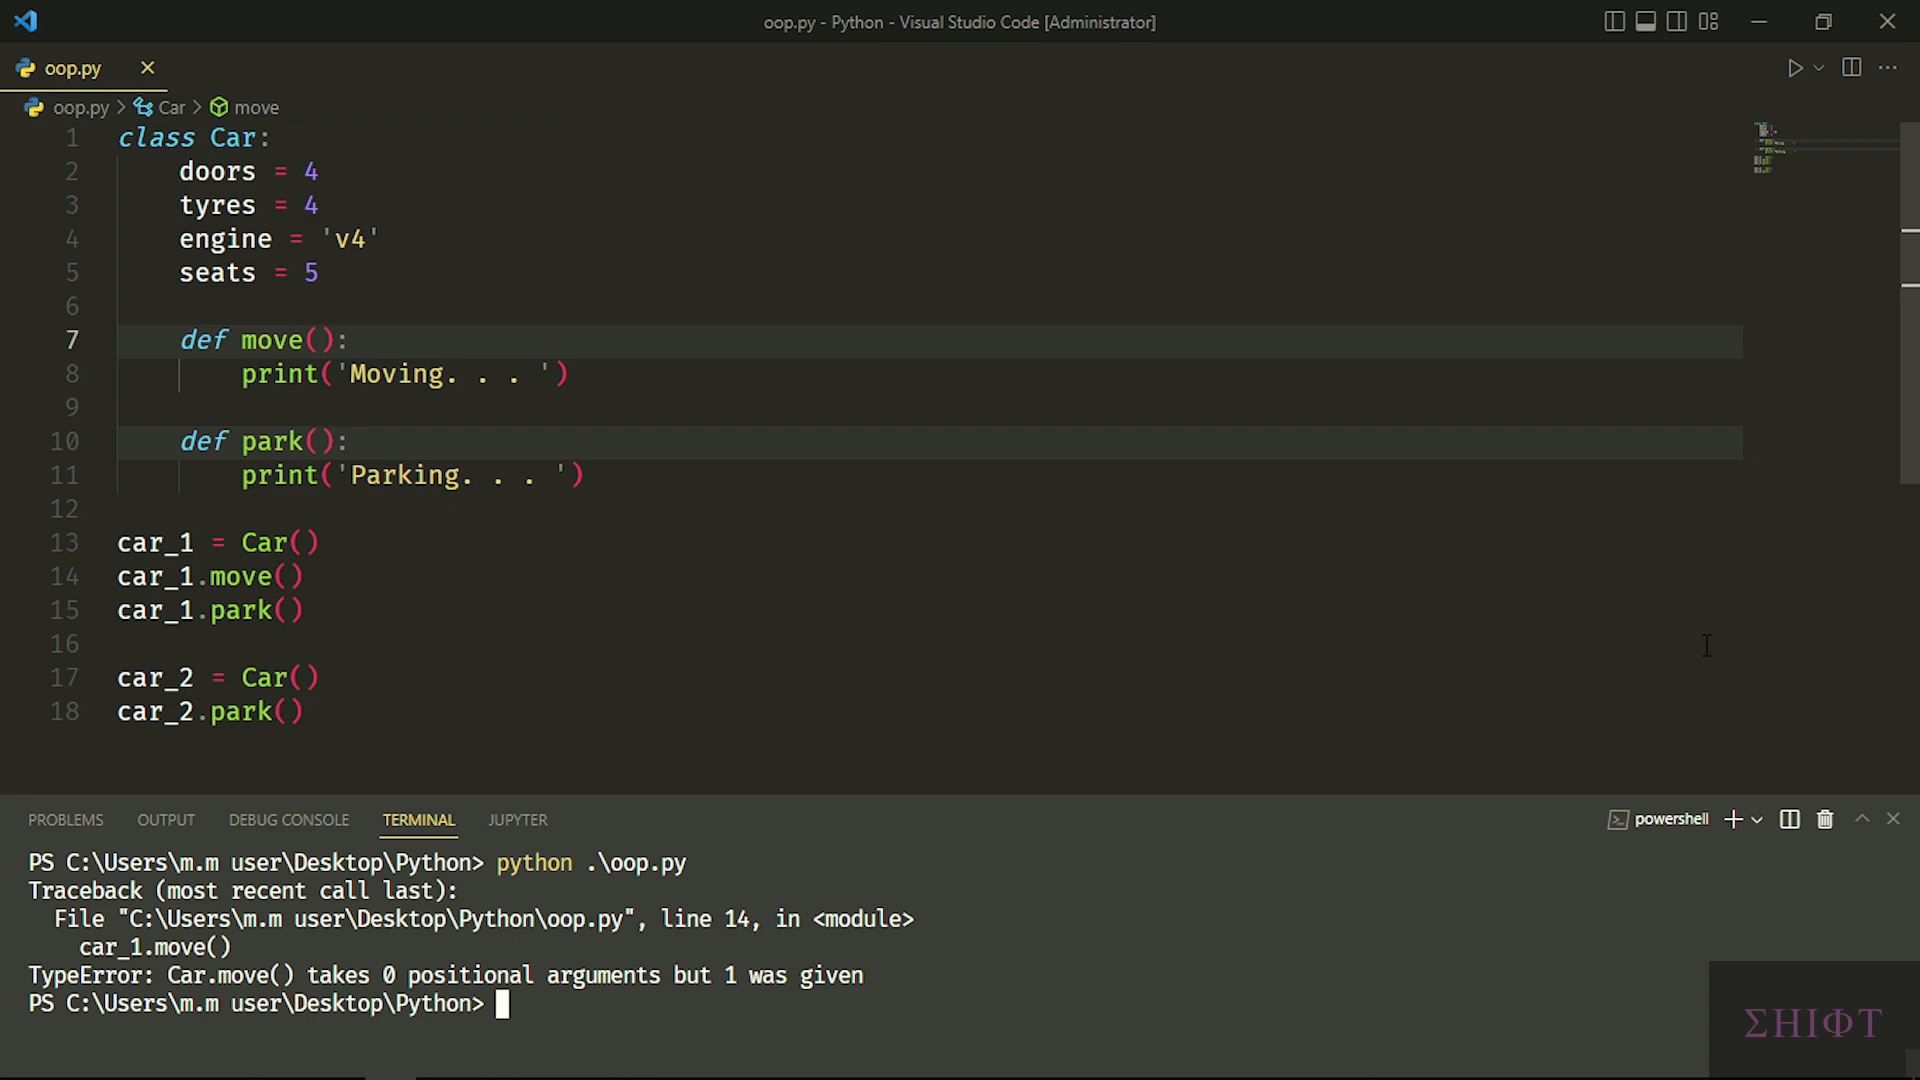 oop.py - Python - Visual Studio Code [Administrator]
oop.py
oop.py > Car > move
1 class Car:
2     doors = 4
3     tyres = 4
4     engine = 'v4'
5     seats = 5
6
7     def move():
8         print('Moving. . . ')
9
10     def park():
11         print('Parking. . . ')
12
13 car_1 = Car()
14 car_1.move()
15 car_1.park()
16
17 car_2 = Car()
18 car_2.park()
PROBLEMS OUTPUT DEBUG CONSOLE TERMINAL JUPYTER powershell
PS C:\Users\m.m user\Desktop\Python> python .\oop.py
Traceback (most recent call last):
  File "C:\Users\m.m user\Desktop\Python\oop.py", line 14, in <module>
    car_1.move()
TypeError: Car.move() takes 0 positional arguments but 1 was given
PS C:\Users\m.m user\Desktop\Python>
ΣHIΦT